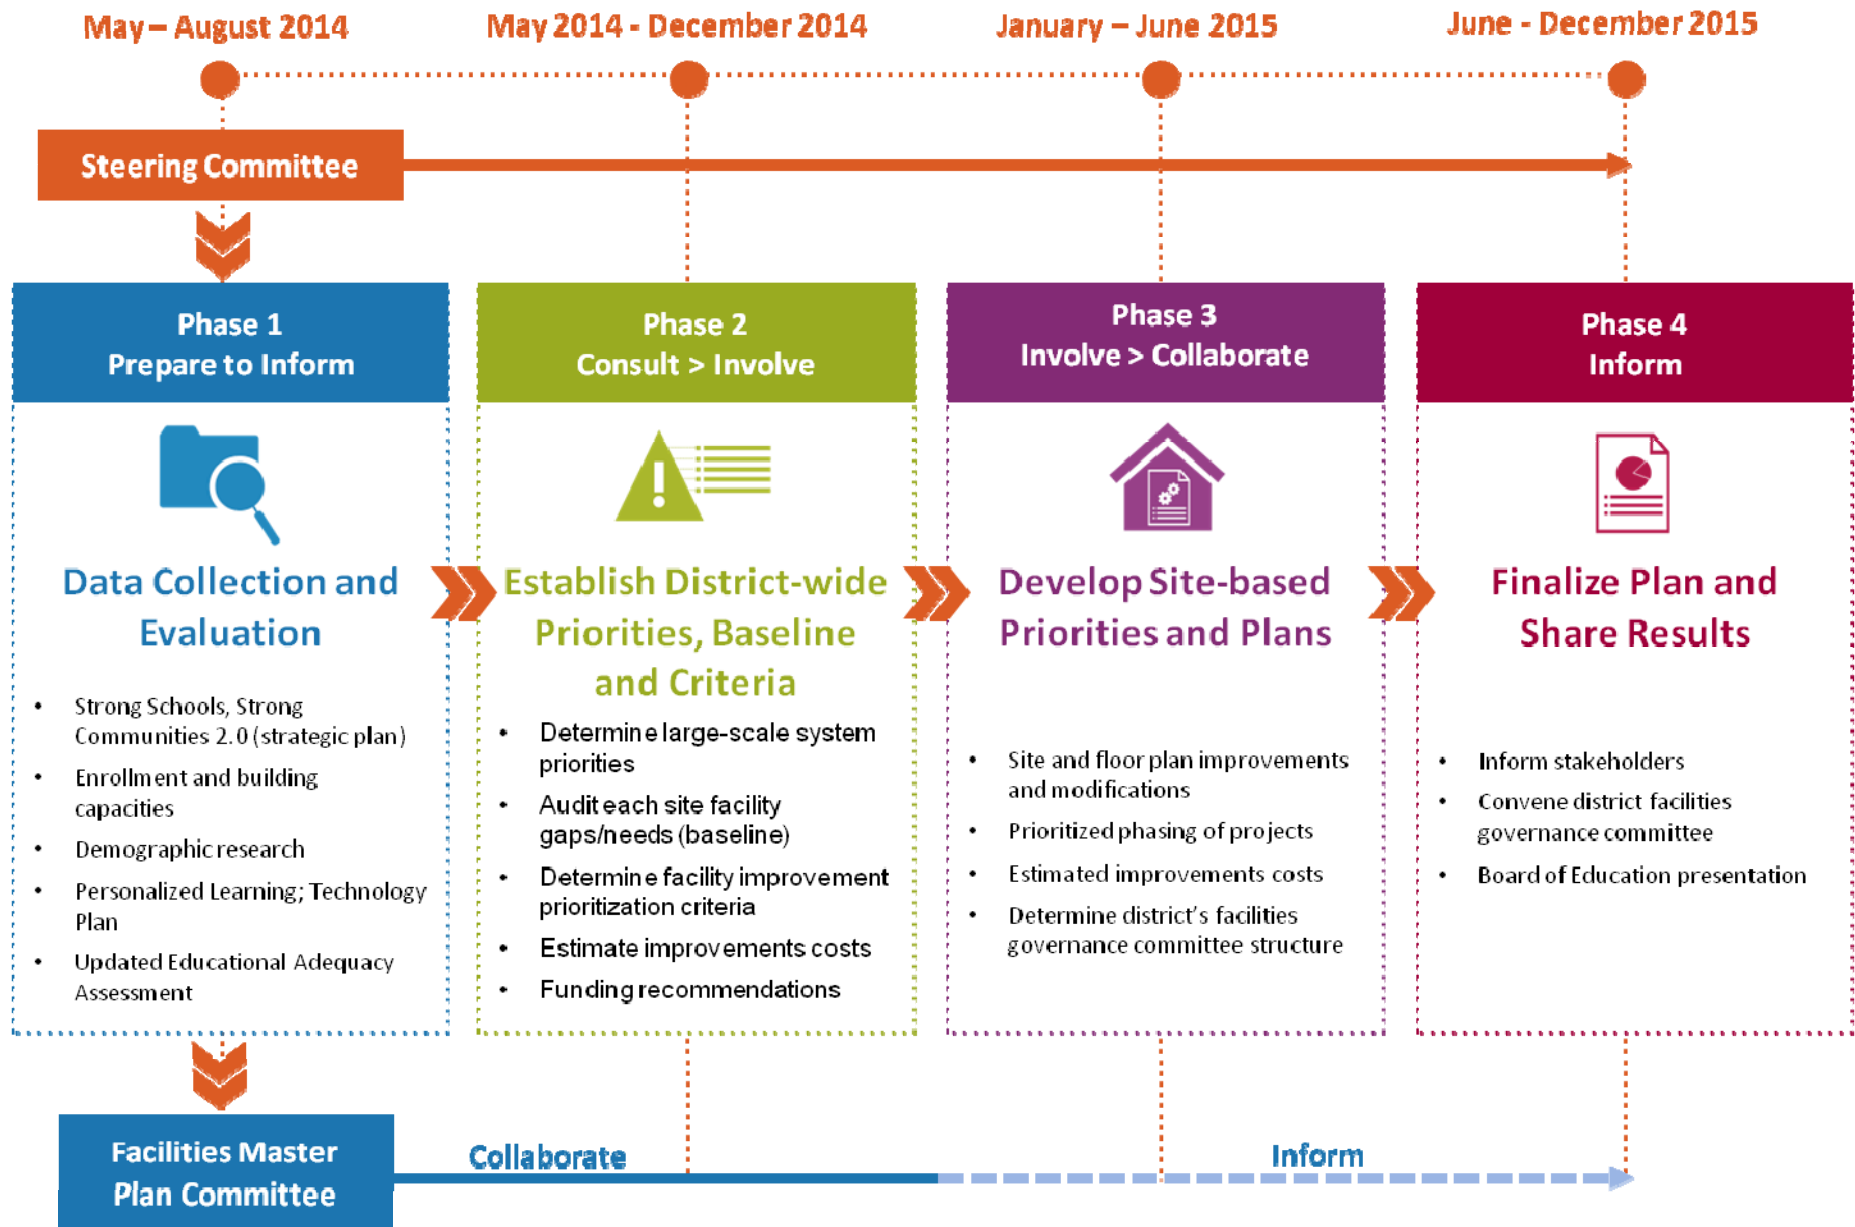 May – August 2014
May 2014 - December 2014
January – June 2015
June - December 2015
Steering Committee
Phase 1
Prepare to Inform
Data Collection and
Evaluation
• Strong Schools, Strong
Communities 2.0 (strategic plan)
• Enrollment and building
capacities
• Demographic research
• Personalized Learning; Technology
Plan
• Updated Educational Adequacy
Assessment
Phase 2
Consult > Involve
Establish District-wide
Priorities, Baseline
and Criteria
• Determine large-scale system
priorities
• Audit each site facility
gaps/needs (baseline)
• Determine facility improvement
prioritization criteria
• Estimate improvements costs
• Funding recommendations
Phase 3
Involve > Collaborate
Develop Site-based
Priorities and Plans
• Site and floor plan improvements
and modifications
• Prioritized phasing of projects
• Estimated improvements costs
• Determine district's facilities
governance committee structure
Phase 4
Inform
Finalize Plan and
Share Results
• Inform stakeholders
• Convene district facilities
governance committee
• Board of Education presentation
Facilities Master
Plan Committee
Collaborate
Inform